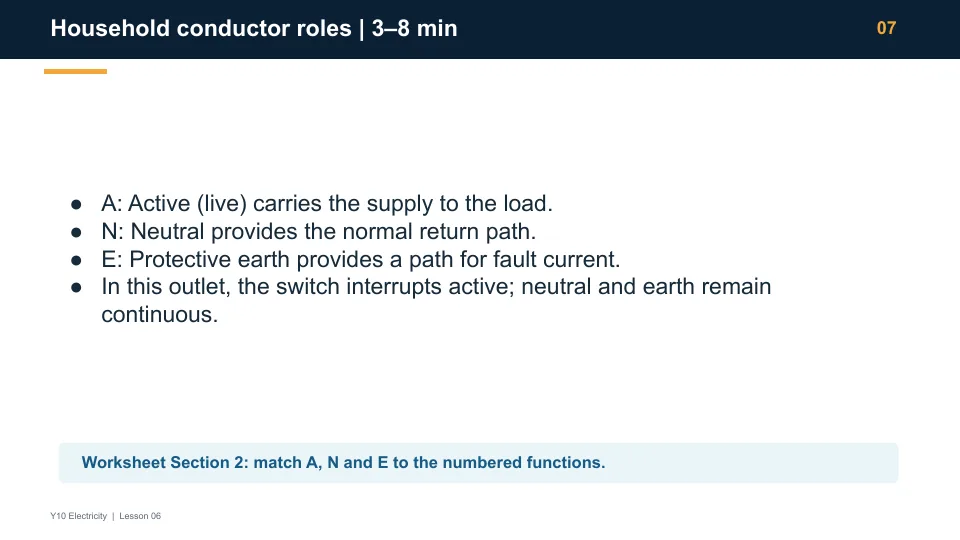 Household conductor roles | 3–8 min
07
● A: Active (live) carries the supply to the load.
● N: Neutral provides the normal return path.
● E: Protective earth provides a path for fault current.
● In this outlet, the switch interrupts active; neutral and earth remain
continuous.
Worksheet Section 2: match A, N and E to the numbered functions.
Y10 Electricity | Lesson 06